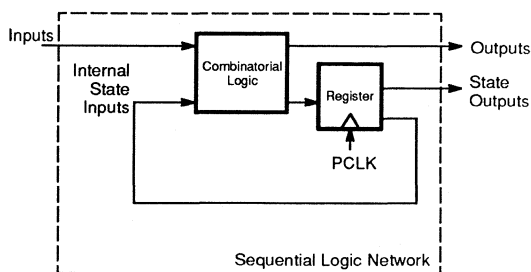 Inputs
Internal
State
Inputs
Combinatorial
Logic
Register
PCLK
Outputs
State
Outputs
Sequential Logic Network